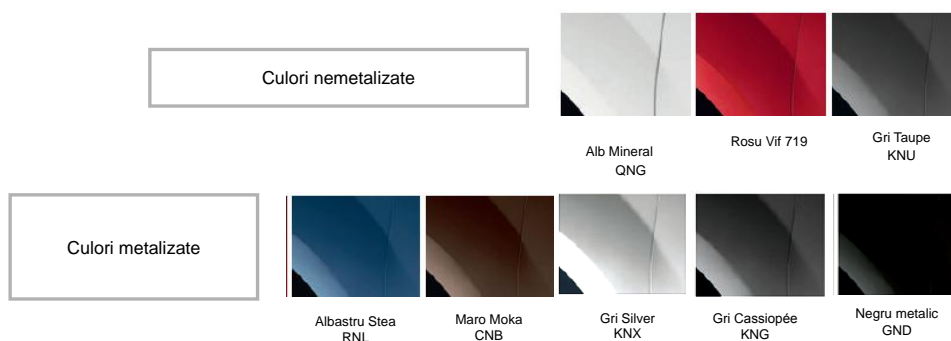 Culori nemetalizate
Alb Mineral
QNG
Rosu Vif 719
Gri Taupe
KNU
Culori metalizate
Albastru Stea
RNL
Maro Moka
CNB
Gri Silver
KNX
Gri Cassiopée
KNG
Negru metalic
GND